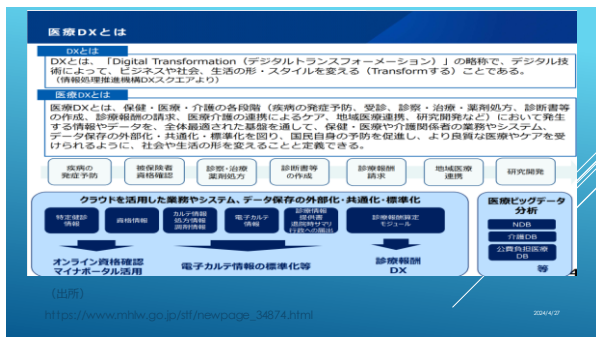 医療DXとは
DXとは
DXとは、「Digital Transformation（デジタルトランスフォーメーション）」の略称で、デジタル技
術によって、ビジネスや社会、生活の形・スタイルを変える（Transformする）ことである。
（情報処理推進機構DXスクエアより）
医療DXとは
医療DXとは、保健・医療・介護の各段階（疾病の発症予防、受診、診察・治療・薬剤処方、診断書等
の作成、診療報酬の請求、医療介護の連携によるケア、地域医療連携、研究開発など）において発生
する情報やデータを、全体最適された基盤を通して、保健・医療や介護関係者の業務やシステム、
データ保存の外部化・共通化・標準化を図り、国民自身の予防を促進し、より良質な医療やケアを受
けられるように、社会や生活の形を変えることと定義できる。
疾病の
発症予防
被保険者
資格確認
診察・治療
薬剤処方
診断書等
の作成
診療報酬
請求
地域医療
連携
研究開発
クラウドを活用した業務やシステム、データ保存の外部化・共通化・標準化
特定健診
情報
資格情報
カルテ情報
処方情報
調剤情報
電子カルテ
情報
診療情報
提供書
退院時サマリ
行政への届出
診療報酬算定
モジュール
オンライン資格確認
マイナポータル活用
電子カルテ情報の標準化等
診療報酬
DX
医療ビッグデータ
分析
NDB
介護DB
公費負担医療
DB
等
4
（出所）
https://www.mhlw.go.jp/stf/newpage_34874.html
2024/4/27